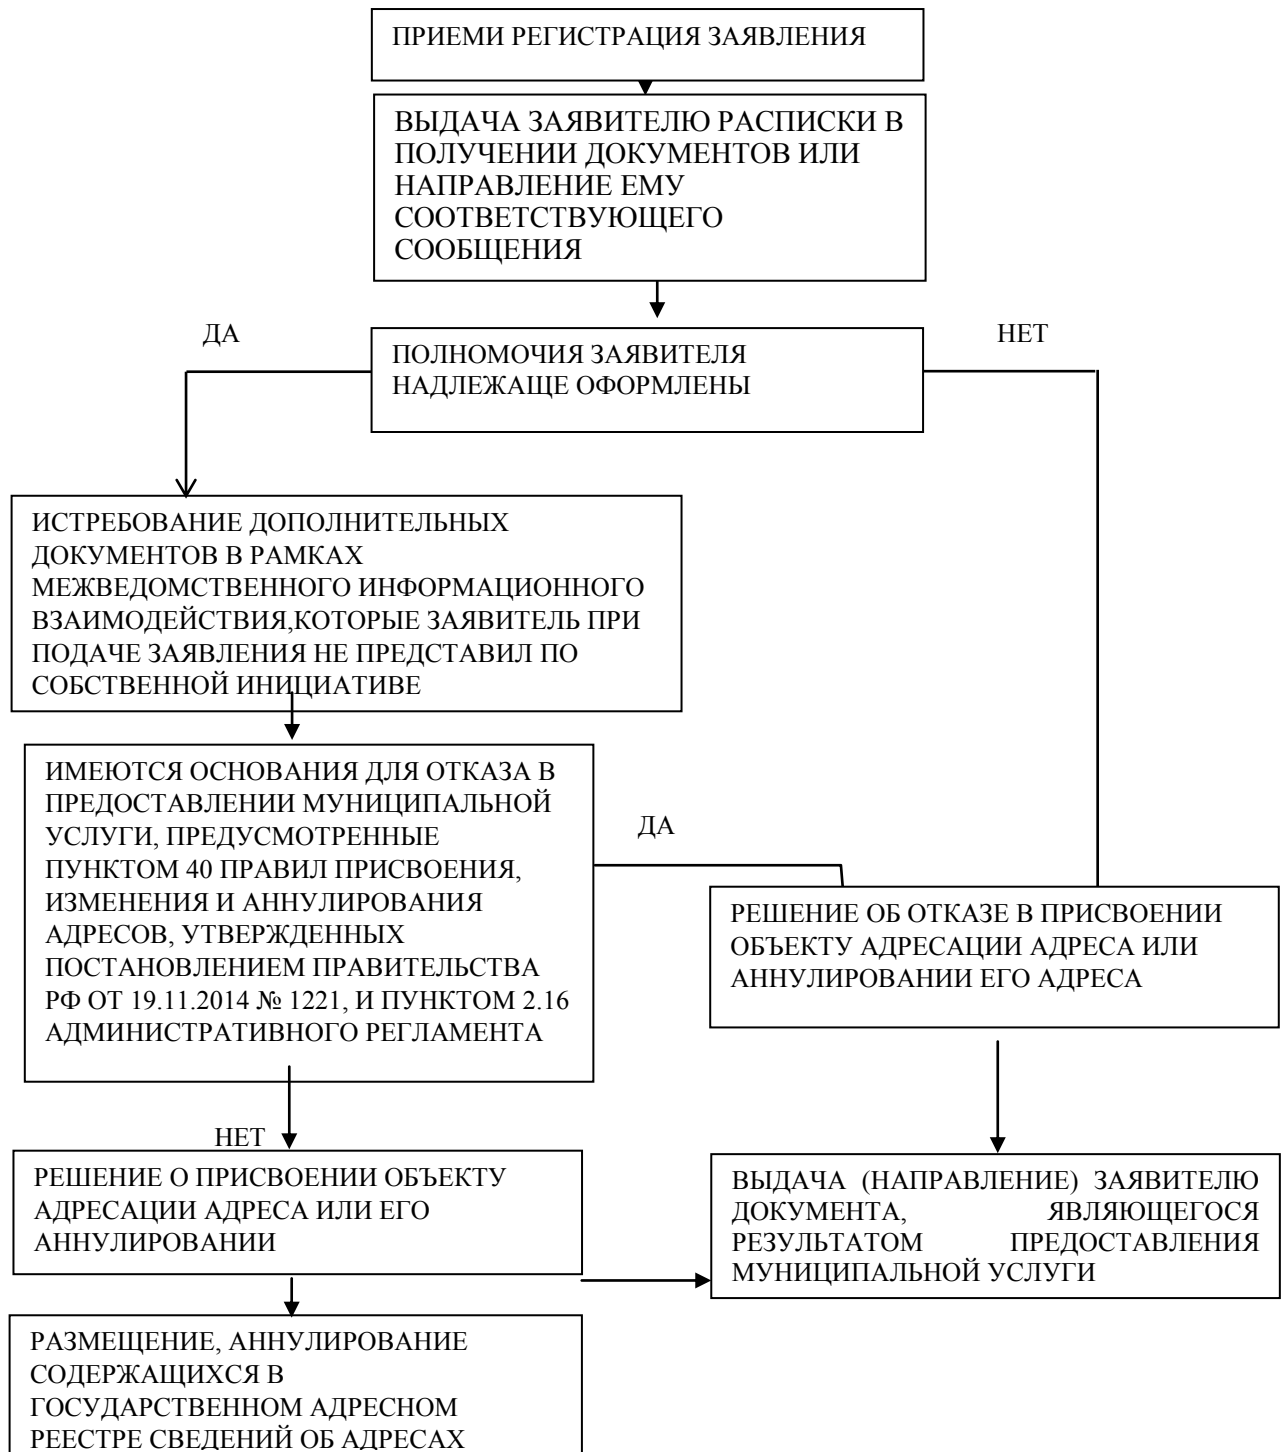 ПРИЕМИ РЕГИСТРАЦИЯ ЗАЯВЛЕНИЯ
ВЫДАЧА ЗАЯВИТЕЛЮ РАСПИСКИ В
ПОЛУЧЕНИИ ДОКУМЕНТОВ ИЛИ
НАПРАВЛЕНИЕ ЕМУ
СООТВЕТСТВУЮЩЕГО
СООБЩЕНИЯ
ДА
НЕТ
ПОЛНОМОЧИЯ ЗАЯВИТЕЛЯ
НАДЛЕЖАЩЕ ОФОРМЛЕНЫ
ИСТРЕБОВАНИЕ ДОПОЛНИТЕЛЬНЫХ
ДОКУМЕНТОВ В РАМКАХ
МЕЖВЕДОМСТВЕННОГО ИНФОРМАЦИОННОГО
ВЗАИМОДЕЙСТВИЯ,КОТОРЫЕ ЗАЯВИТЕЛЬ ПРИ
ПОДАЧЕ ЗАЯВЛЕНИЯ НЕ ПРЕДСТАВИЛ ПО
СОБСТВЕННОЙ ИНИЦИАТИВЕ
ИМЕЮТСЯ ОСНОВАНИЯ ДЛЯ ОТКАЗА В
ПРЕДОСТАВЛЕНИИ МУНИЦИПАЛЬНОЙ
УСЛУГИ, ПРЕДУСМОТРЕННЫЕ
ПУНКТОМ 40 ПРАВИЛ ПРИСВОЕНИЯ,
ИЗМЕНЕНИЯ И АННУЛИРОВАНИЯ
АДРЕСОВ, УТВЕРЖДЕННЫХ
ПОСТАНОВЛЕНИЕМ ПРАВИТЕЛЬСТВА
РФ ОТ 19.11.2014 № 1221, И ПУНКТОМ 2.16
АДМИНИСТРАТИВНОГО РЕГЛАМЕНТА
ДА
РЕШЕНИЕ ОБ ОТКАЗЕ В ПРИСВОЕНИИ
ОБЪЕКТУ АДРЕСАЦИИ АДРЕСА ИЛИ
АННУЛИРОВАНИИ ЕГО АДРЕСА
НЕТ
РЕШЕНИЕ О ПРИСВОЕНИИ ОБЪЕКТУ
АДРЕСАЦИИ АДРЕСА ИЛИ ЕГО
АННУЛИРОВАНИИ
ВЫДАЧА (НАПРАВЛЕНИЕ) ЗАЯВИТЕЛЮ
ДОКУМЕНТА, ЯВЛЯЮЩЕГОСЯ
РЕЗУЛЬТАТОМ ПРЕДОСТАВЛЕНИЯ
МУНИЦИПАЛЬНОЙ УСЛУГИ
РАЗМЕЩЕНИЕ, АННУЛИРОВАНИЕ
СОДЕРЖАЩИХСЯ В
ГОСУДАРСТВЕННОМ АДРЕСНОМ
РЕЕСТРЕ СВЕДЕНИЙ ОБ АДРЕСАХ